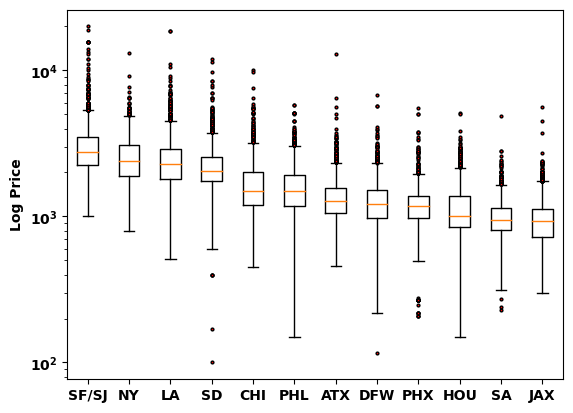 Log Price
10⁴
10³
10²
SF/SJ NY LA SD CHI PHL ATX DFW PHX HOU SA JAX